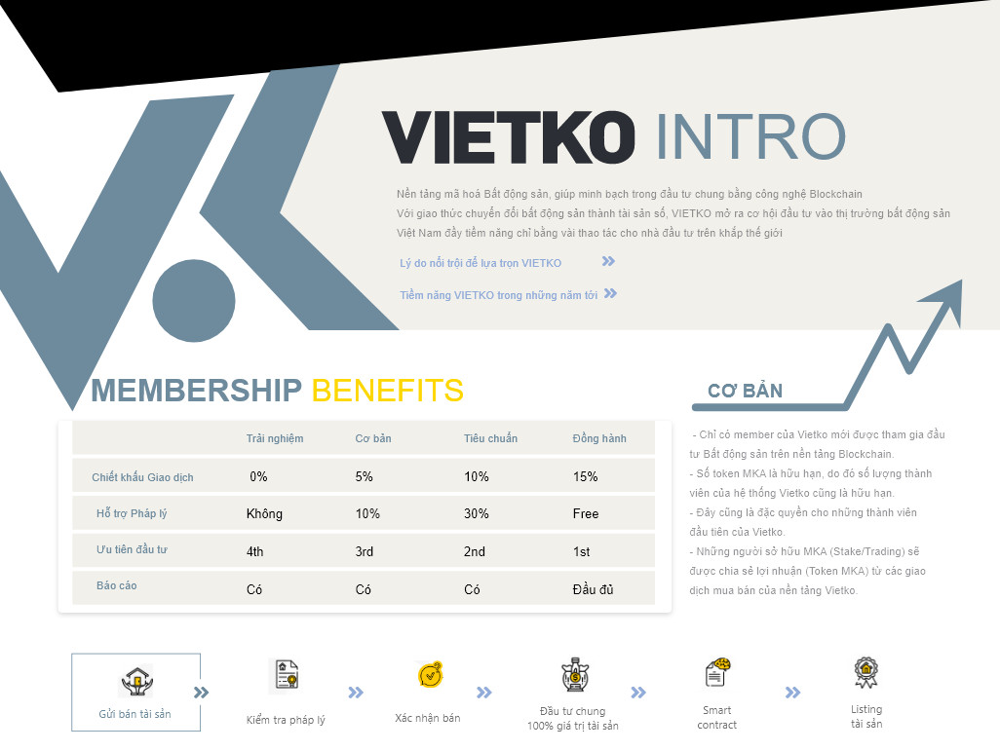 VIETKO INTRO
Nền tảng mã hoá Bất động sản, giúp minh bạch trong đầu tư chung bằng công nghệ Blockchain
Với giao thức chuyển đổi bất động sản thành tài sản số, VIETKO mở ra cơ hội đầu tư vào thị trường bất động sản
Việt Nam đầy tiềm năng chỉ bằng vài thao tác cho nhà đầu tư trên khắp thế giới
Lý do nổi trội để lựa trọn VIETKO
Tiềm năng VIETKO trong những năm tới
MEMBERSHIP BENEFITS
Trải nghiệm Cơ bản Tiêu chuẩn Đồng hành
Chiết khấu Giao dịch 0% 5% 10% 15%
Hỗ trợ Pháp lý Không 10% 30% Free
Ưu tiên đầu tư 4th 3rd 2nd 1st
Báo cáo Có Có Có Đầu đủ
CƠ BẢN
- Chỉ có member của Vietko mới được tham gia đầu
tư Bất động sản trên nền tảng Blockchain.
- Số token MKA là hữu hạn, do đó số lượng thành
viên của hệ thống Vietko cũng là hữu hạn.
- Đây cũng là đặc quyền cho những thành viên
đầu tiên của Vietko.
- Những người sở hữu MKA (Stake/Trading) sẽ
được chia sẻ lợi nhuận (Token MKA) từ các giao
dịch mua bán của nền tảng Vietko.
Gửi bán tài sản
Kiểm tra pháp lý
Xác nhận bán
Đầu tư chung
100% giá trị tài sản
Smart
contract
Listing
tài sản